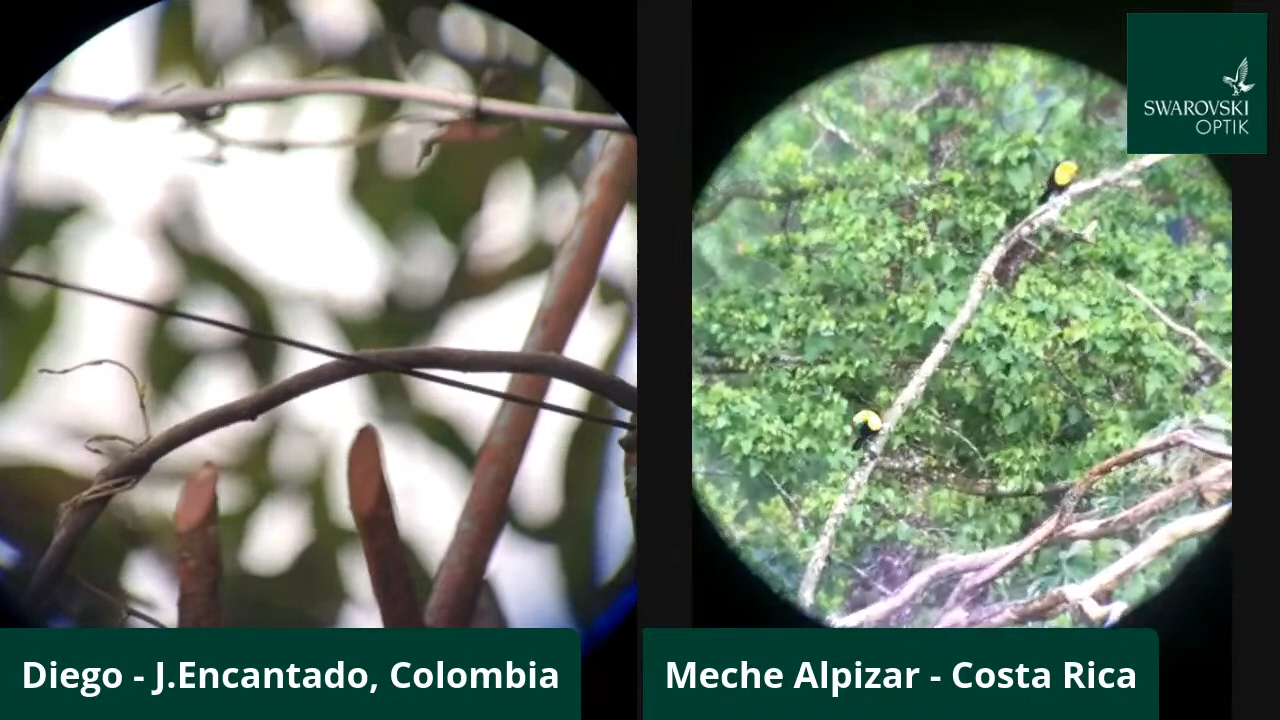 SWAROVSKI
OPTIK
Diego - J.Encantado, Colombia
Meche Alpizar - Costa Rica